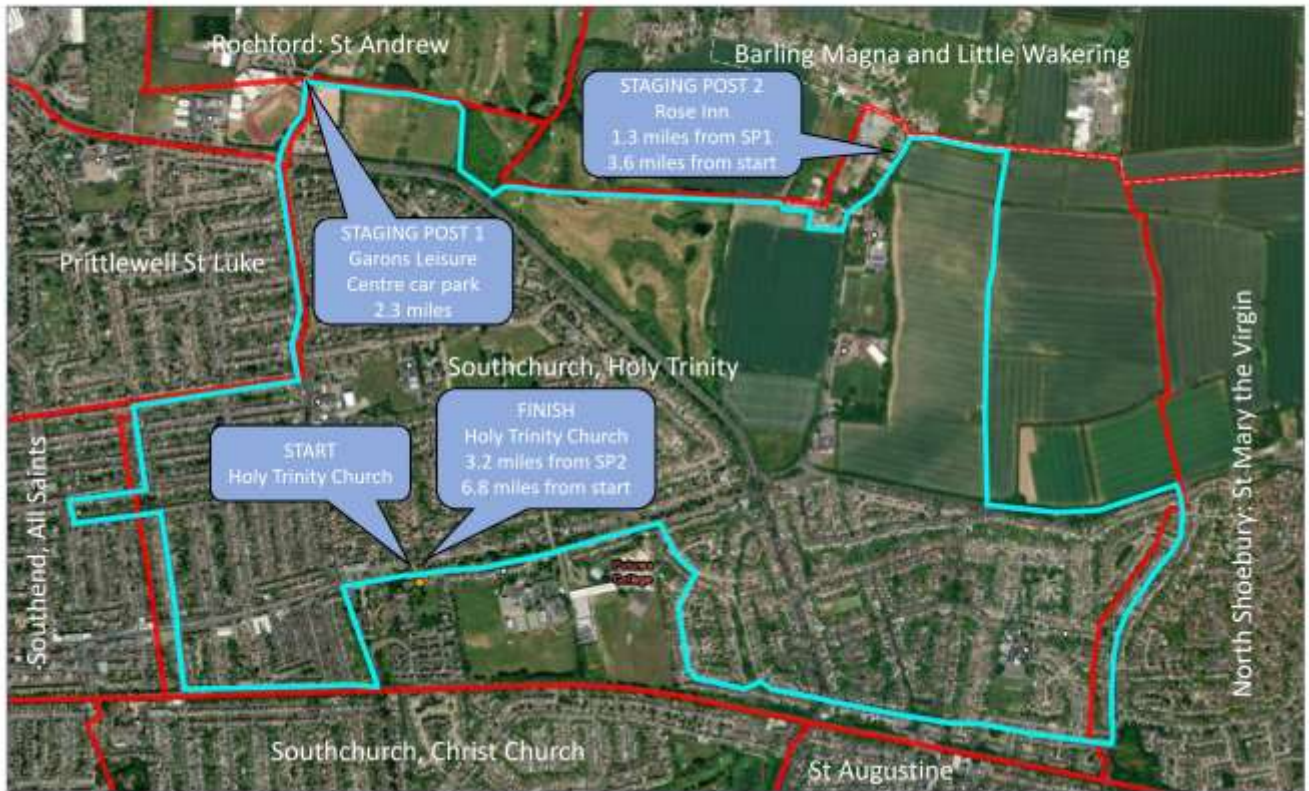 Rochford: St Andrew
Barling Magna and Little Wakering
STAGING POST 2
Rose Inn
1.3 miles from SP1
3.6 miles from start
STAGING POST 1
Garons Leisure
Centre car park
2.3 miles
Prittlewell St Luke
Southchurch, Holy Trinity
START
Holy Trinity Church
FINISH
Holy Trinity Church
3.2 miles from SP2
6.8 miles from start
Southend, All Saints
North Shoebury: St Mary the Virgin
Futures
College
Southchurch, Christ Church
St Augustine